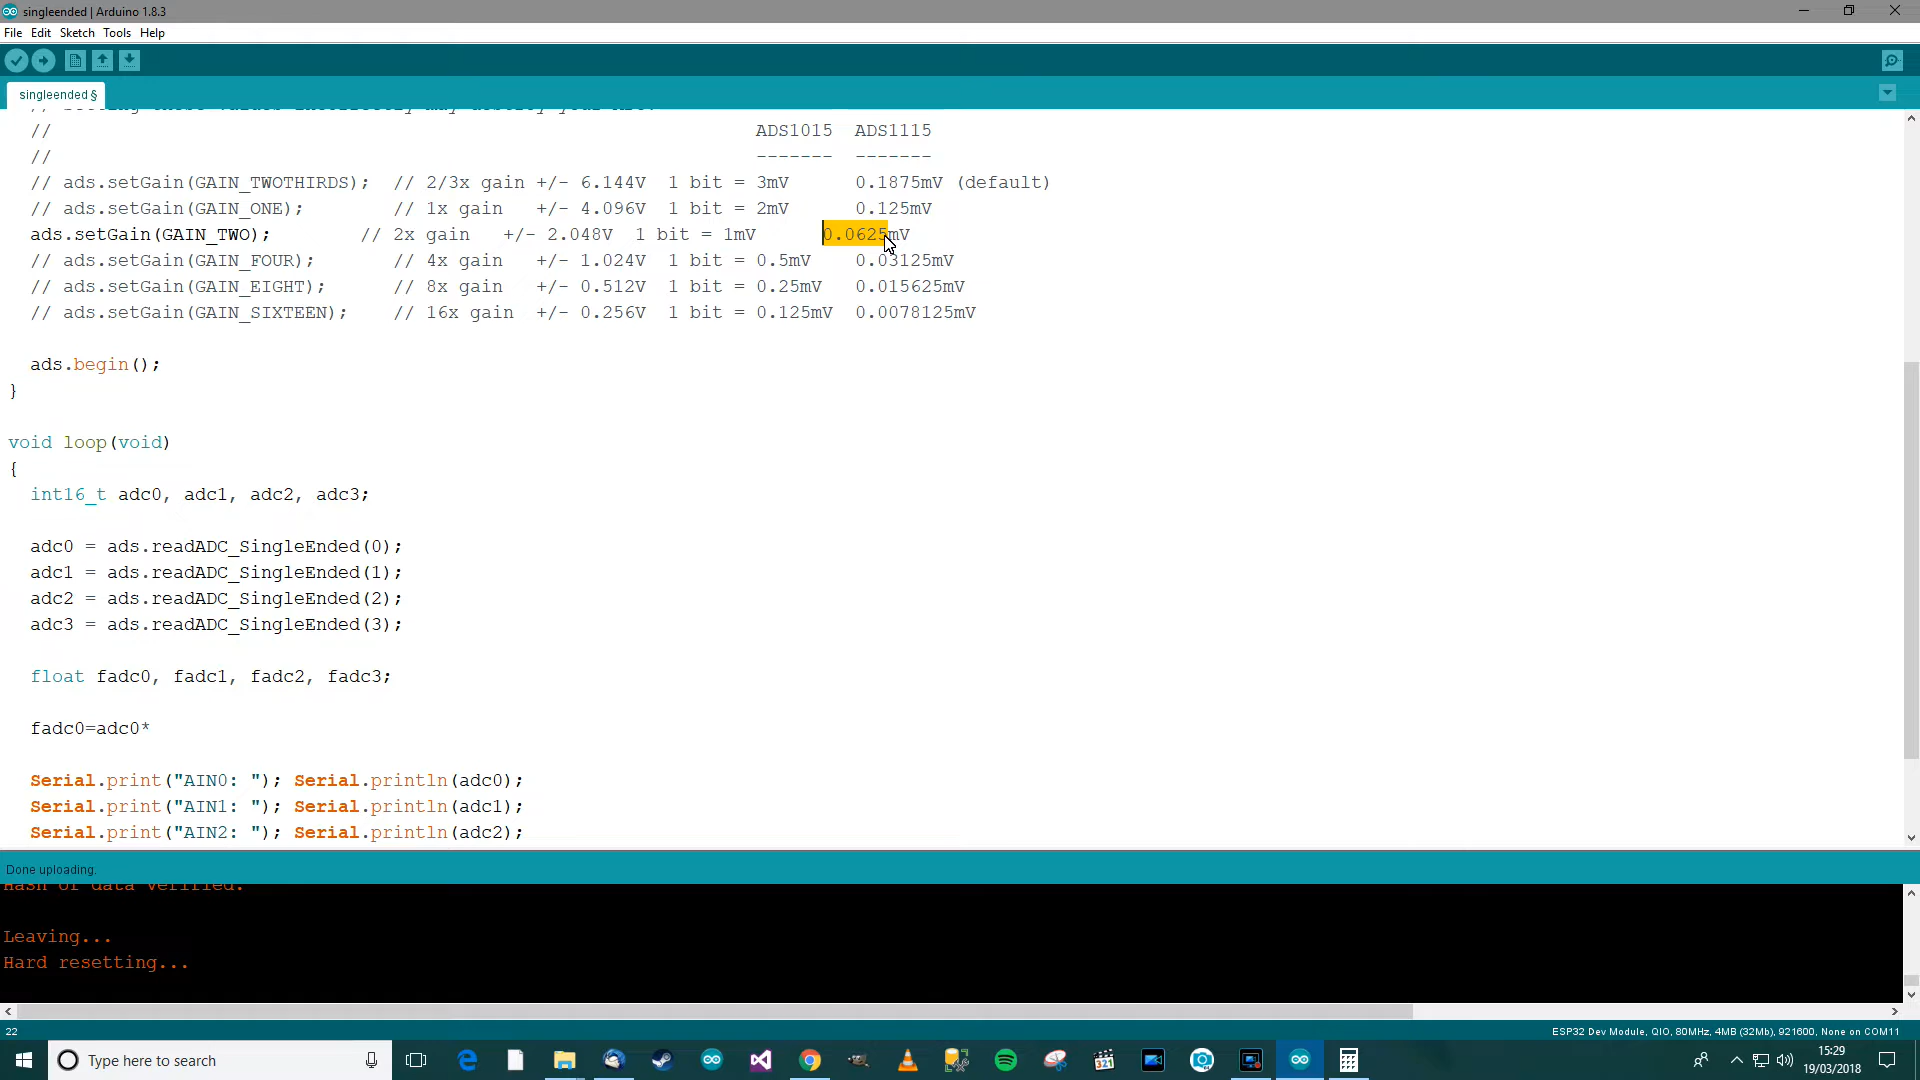 singleended | Arduino 1.8.3
File Edit Sketch Tools Help
singleended §
//                                                                ADS1015  ADS1115
//                                                                -------  -------
// ads.setGain(GAIN_TWOTHIRDS);  // 2/3x gain +/- 6.144V  1 bit = 3mV      0.1875mV (default)
// ads.setGain(GAIN_ONE);        // 1x gain   +/- 4.096V  1 bit = 2mV      0.125mV
ads.setGain(GAIN_TWO);        // 2x gain   +/- 2.048V  1 bit = 1mV      0.0625mV
// ads.setGain(GAIN_FOUR);       // 4x gain   +/- 1.024V  1 bit = 0.5mV    0.03125mV
// ads.setGain(GAIN_EIGHT);      // 8x gain   +/- 0.512V  1 bit = 0.25mV   0.015625mV
// ads.setGain(GAIN_SIXTEEN);    // 16x gain  +/- 0.256V  1 bit = 0.125mV  0.0078125mV
ads.begin();
}
void loop(void)
{
int16_t adc0, adc1, adc2, adc3;
adc0 = ads.readADC_SingleEnded(0);
adc1 = ads.readADC_SingleEnded(1);
adc2 = ads.readADC_SingleEnded(2);
adc3 = ads.readADC_SingleEnded(3);
float fadc0, fadc1, fadc2, fadc3;
fadc0=adc0*
Serial.print("AIN0: "); Serial.println(adc0);
Serial.print("AIN1: "); Serial.println(adc1);
Serial.print("AIN2: "); Serial.println(adc2);
Done uploading.
Hash of data verified.
Leaving...
Hard resetting...
22
ESP32 Dev Module, QIO, 80MHz, 4MB (32Mb), 921600, None on COM11
Type here to search
321
15:29
19/03/2018